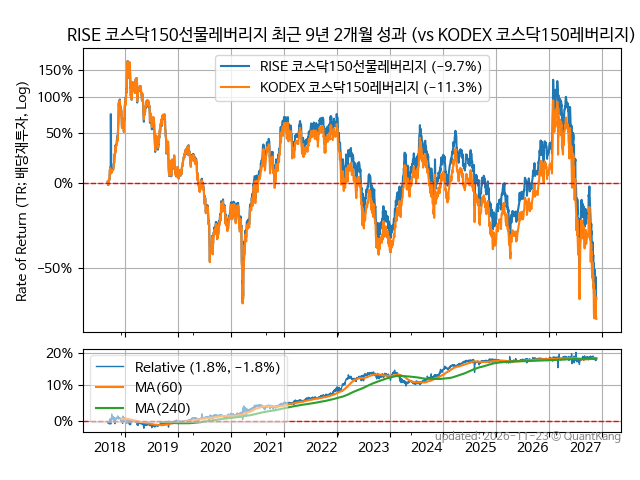 RISE 코스닥150선물레버리지 최근 9년 2개월 성과 (vs KODEX 코스닥150레버리지)
Rate of Return (TR: 배당재투자, Log)
150%
100%
50%
0%
−50%
RISE 코스닥150선물레버리지 (−9.7%)
KODEX 코스닥150레버리지 (−11.3%)
20%
10%
0%
Relative (1.8%, −1.8%)
MA(60)
MA(240)
updated: 2026−11−23 © QuantKang
2018 2019 2020 2021 2022 2023 2024 2025 2026 2027